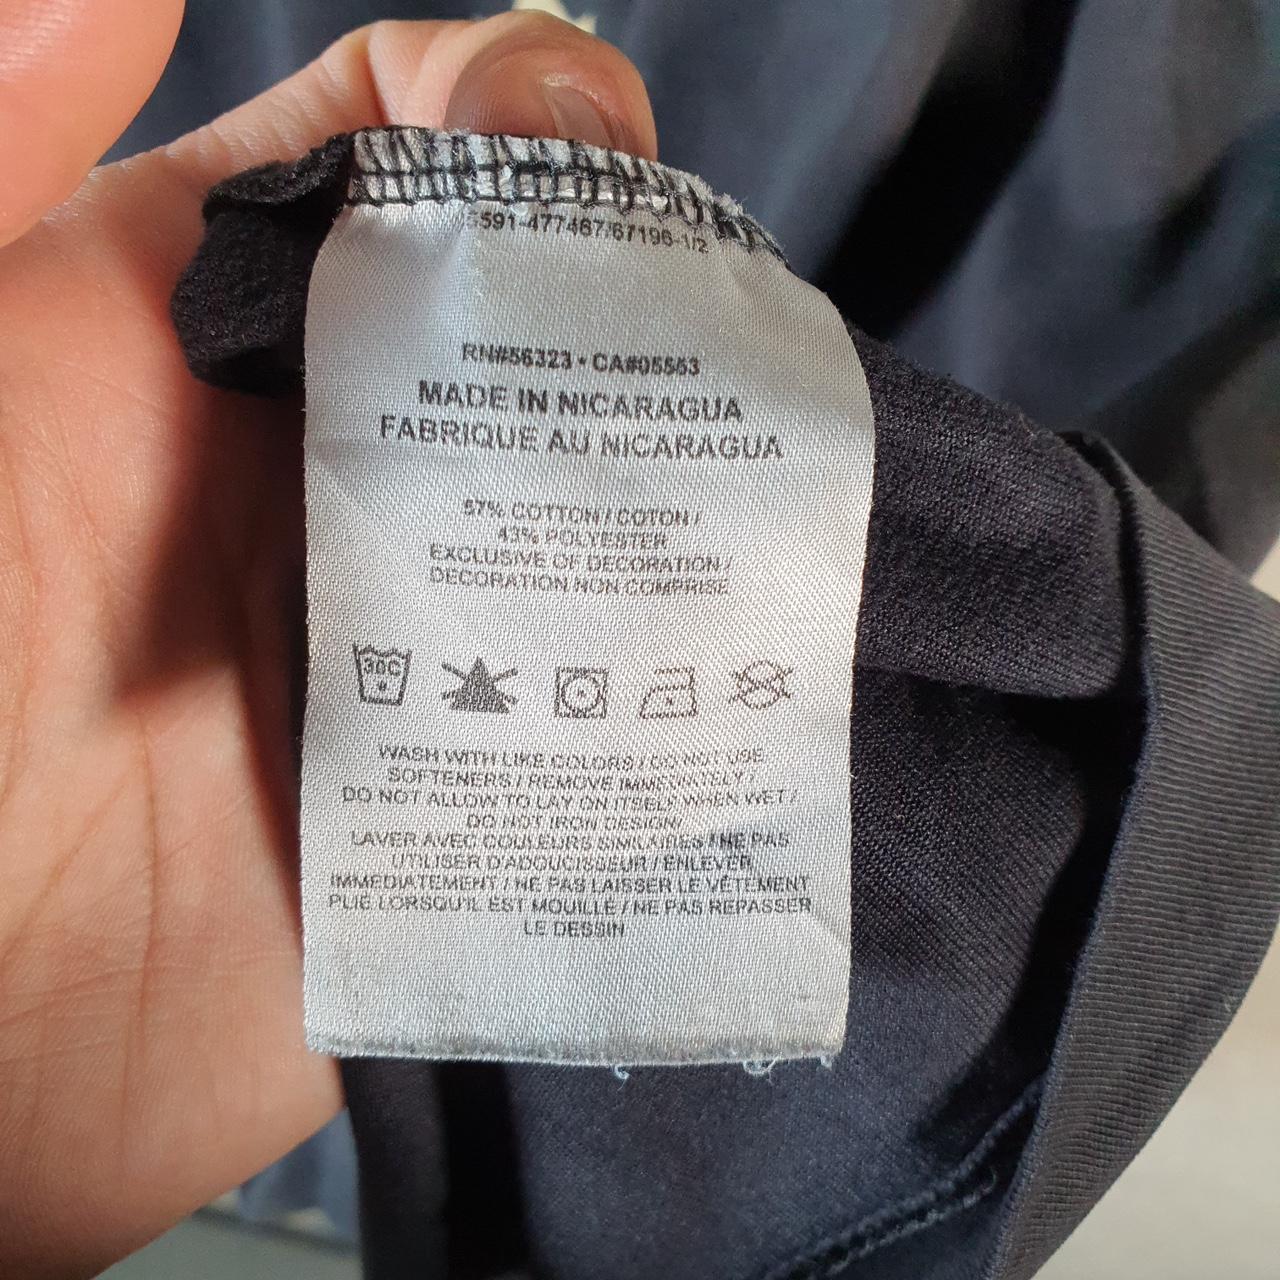 591-477467/67196-1/2
RN#56323 • CA#05553
MADE IN NICARAGUA
FABRIQUE AU NICARAGUA
57% COTTON / COTON /
43% POLYESTER
EXCLUSIVE OF DECORATION /
DECORATION NON COMPRISE
30C
WASH WITH LIKE COLORS / DO NOT USE
SOFTENERS / REMOVE IMMEDIATELY /
DO NOT ALLOW TO LAY ON ITSELF WHEN WET /
DO NOT IRON DESIGN/
LAVER AVEC COULEURS SIMILAIRES / NE PAS
UTILISER D'ADOUCISSEUR / ENLEVER
IMMEDIATEMENT / NE PAS LAISSER LE VÊTEMENT
PLIE LORSQU'IL EST MOUILLE / NE PAS REPASSER
LE DESSIN